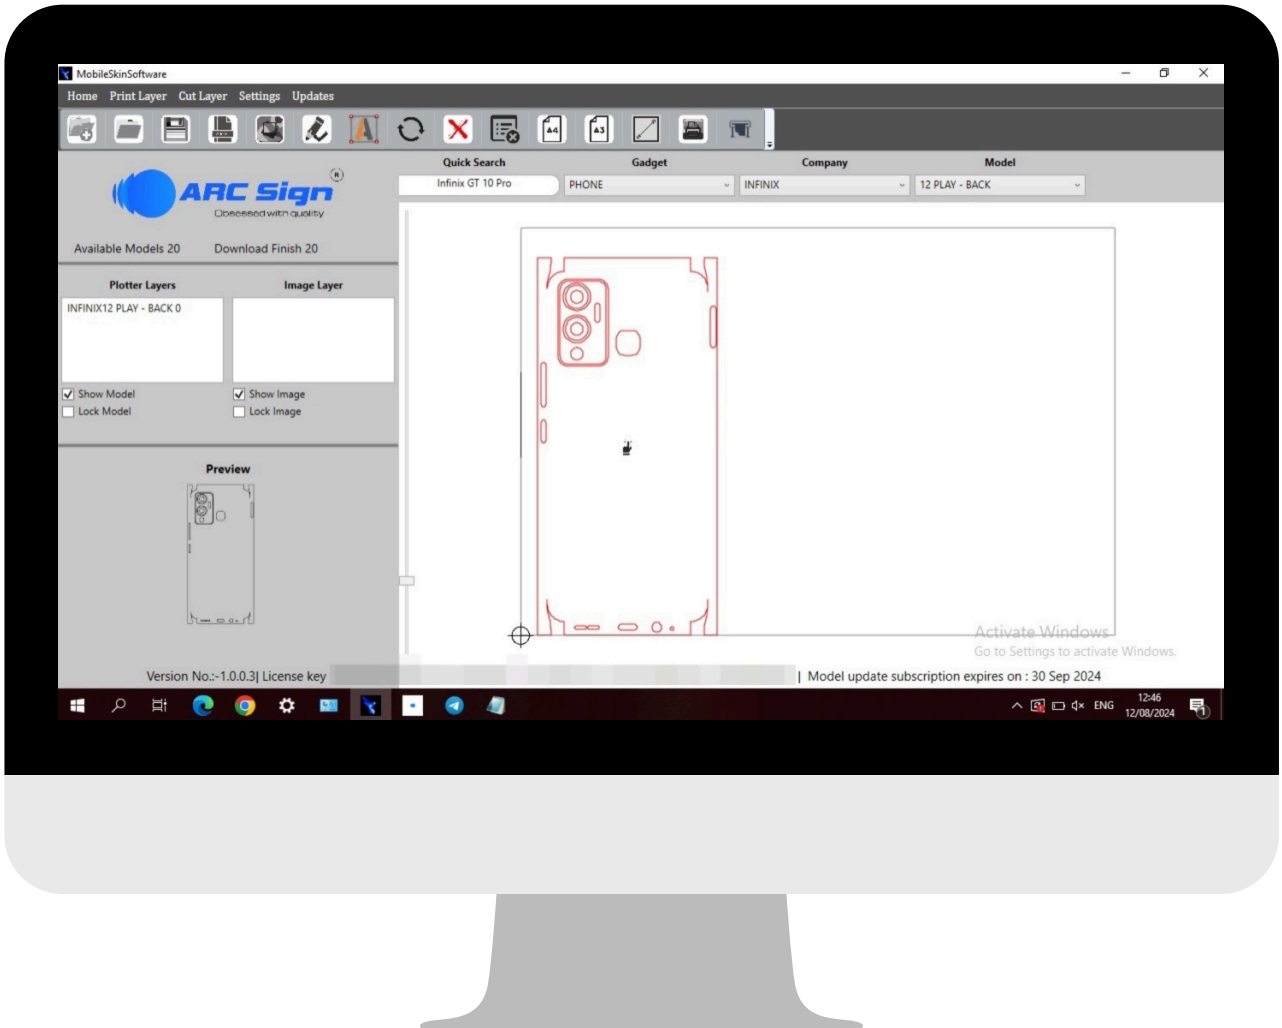 MobileSkinSoftware
Home Print Layer Cut Layer Settings Updates
A4 A3
Quick Search Gadget Company Model
Infinix GT 10 Pro PHONE INFINIX 12 PLAY - BACK
ARC Sign ®
Obsessed with quality
Available Models 20 Download Finish 20
Plotter Layers Image Layer
INFINIX12 PLAY - BACK 0
Show Model Show Image
Lock Model Lock Image
Preview
Activate Windows
Go to Settings to activate Windows.
Version No.:-1.0.0.3| License key | Model update subscription expires on : 30 Sep 2024
ENG 12:46
12/08/2024
1